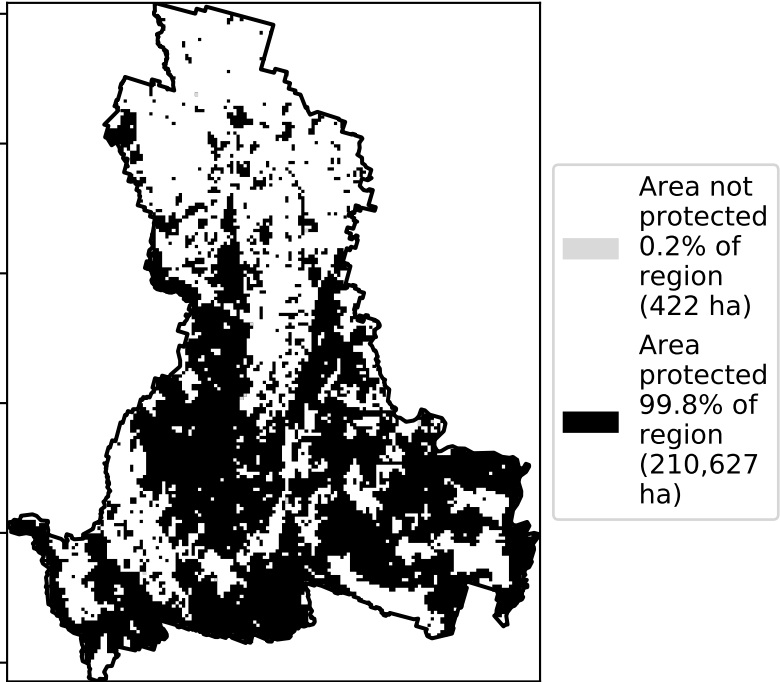 Area not
protected
0.2% of
region
(422 ha)
Area
protected
99.8% of
region
(210,627
ha)